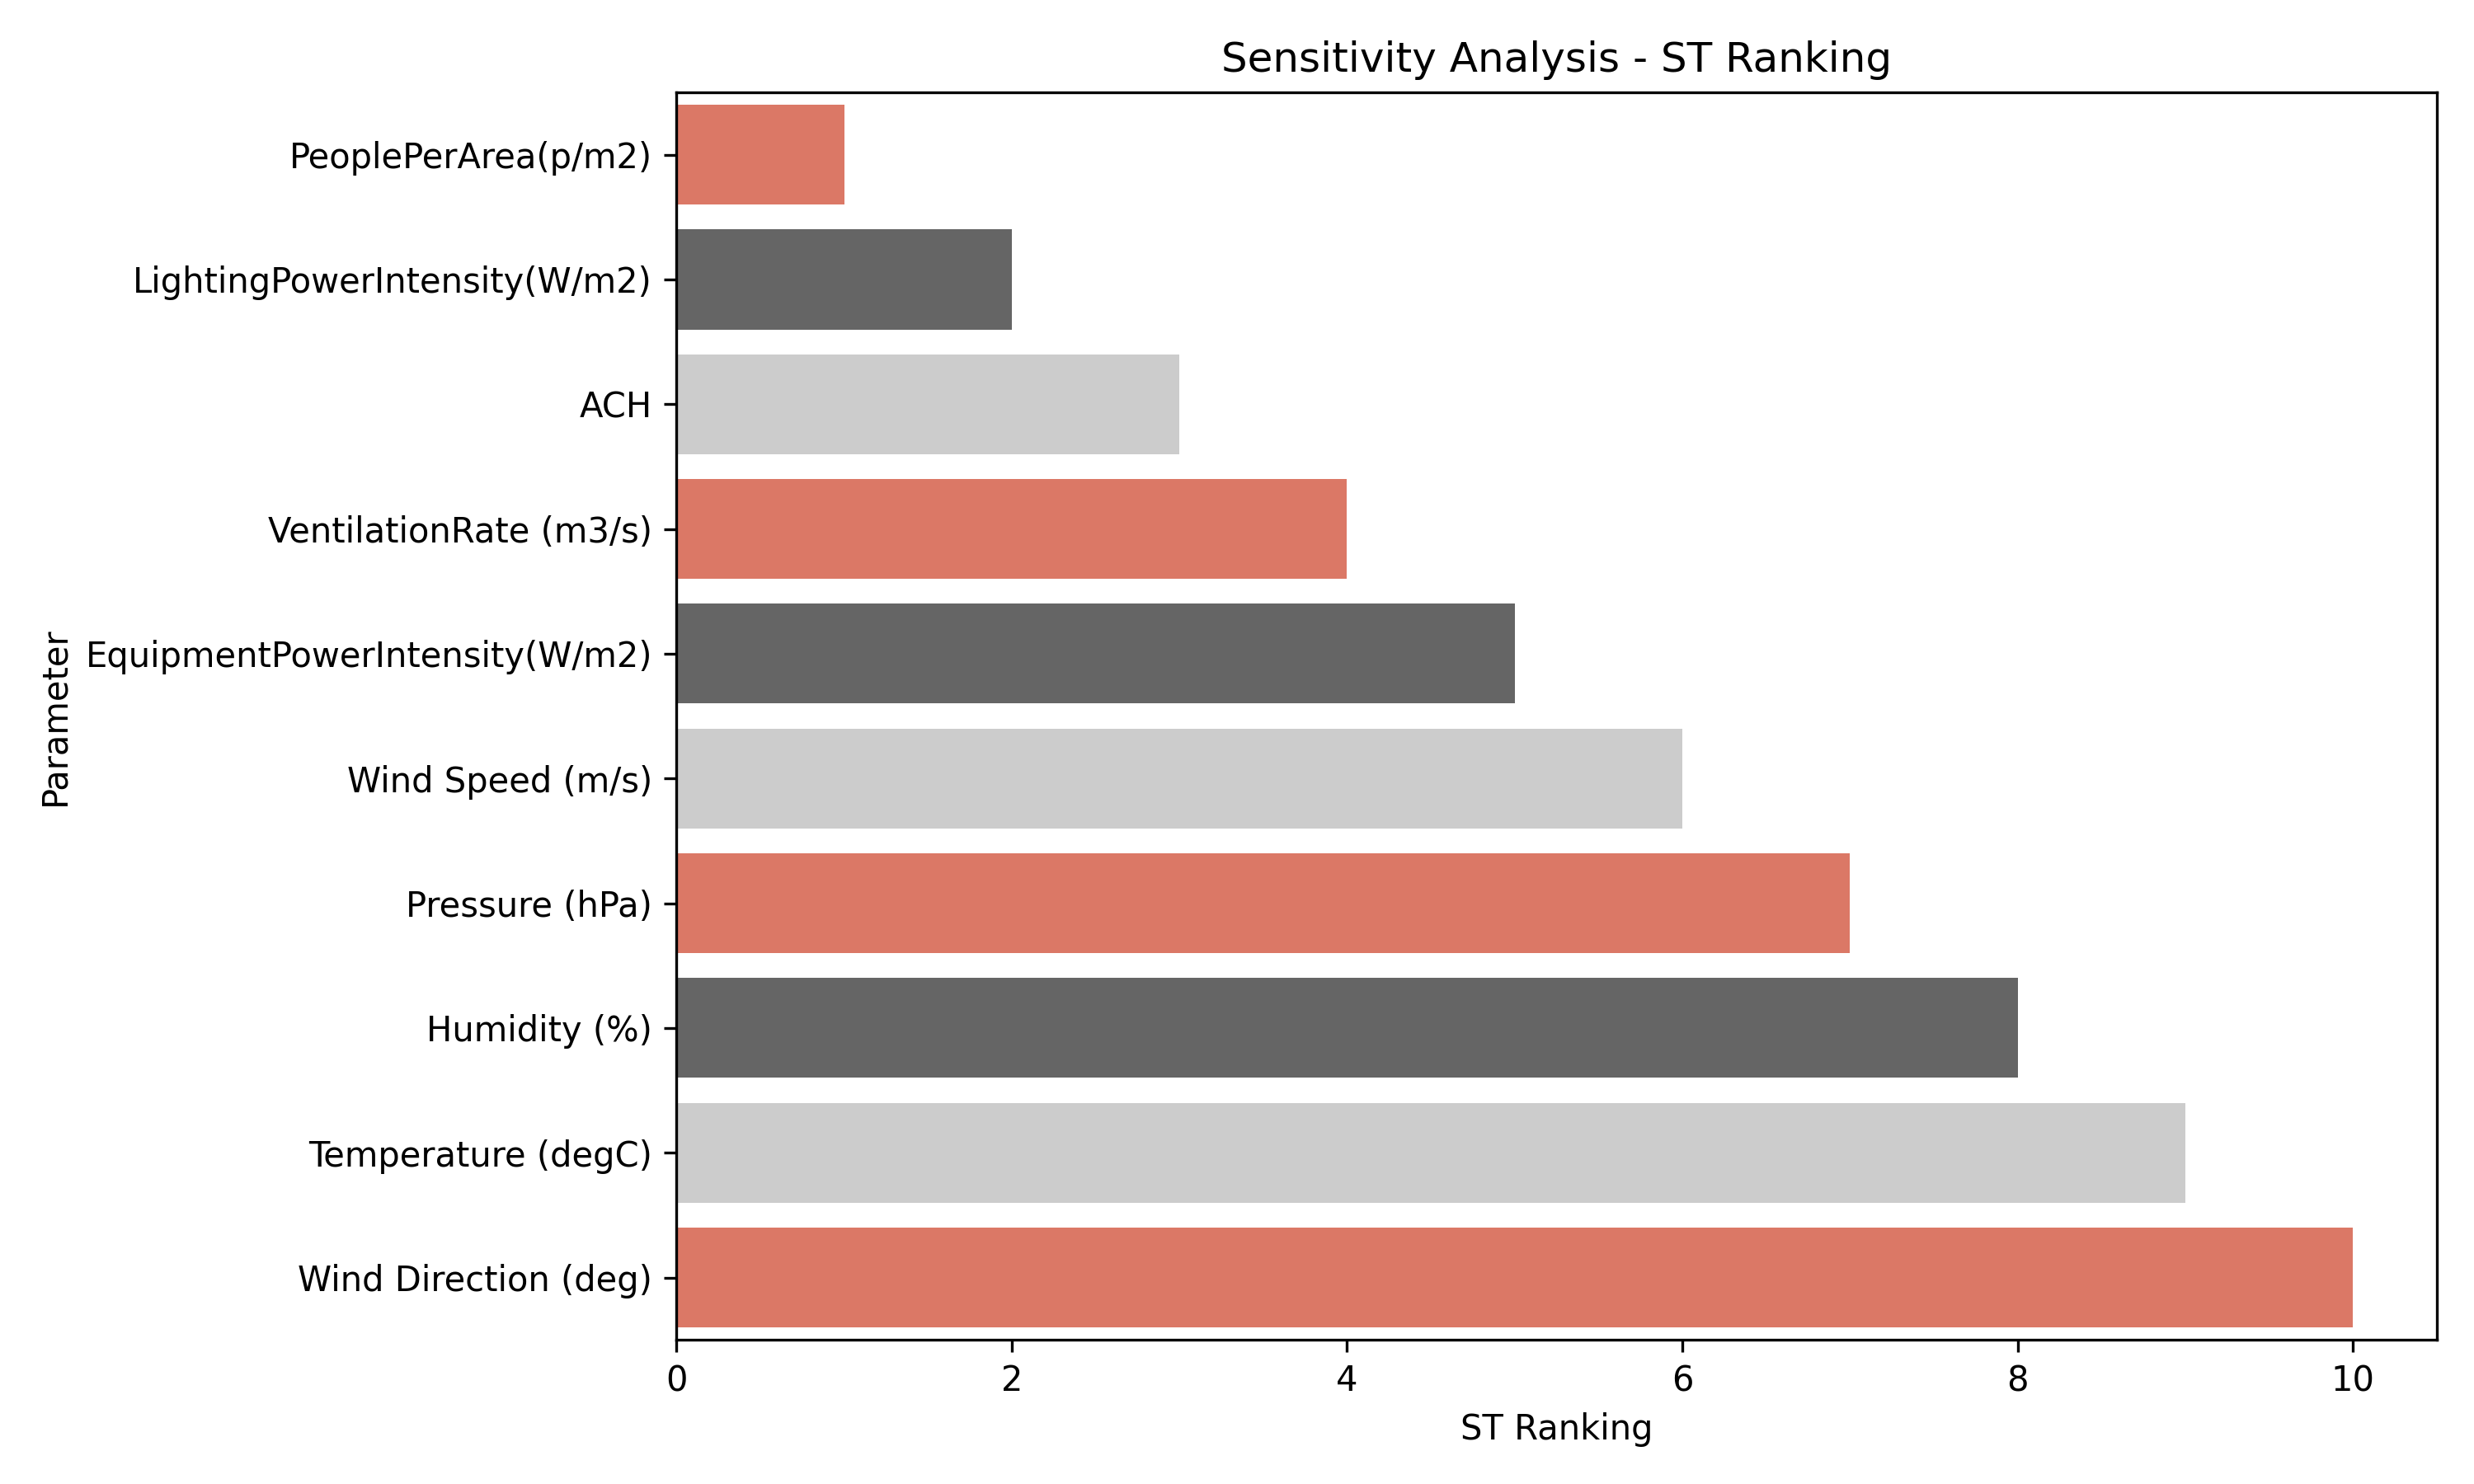 Sensitivity Analysis - ST Ranking
Parameter
PeoplePerArea(p/m2)
LightingPowerIntensity(W/m2)
ACH
VentilationRate (m3/s)
EquipmentPowerIntensity(W/m2)
Wind Speed (m/s)
Pressure (hPa)
Humidity (%)
Temperature (degC)
Wind Direction (deg)
0 2 4 6 8 10
ST Ranking